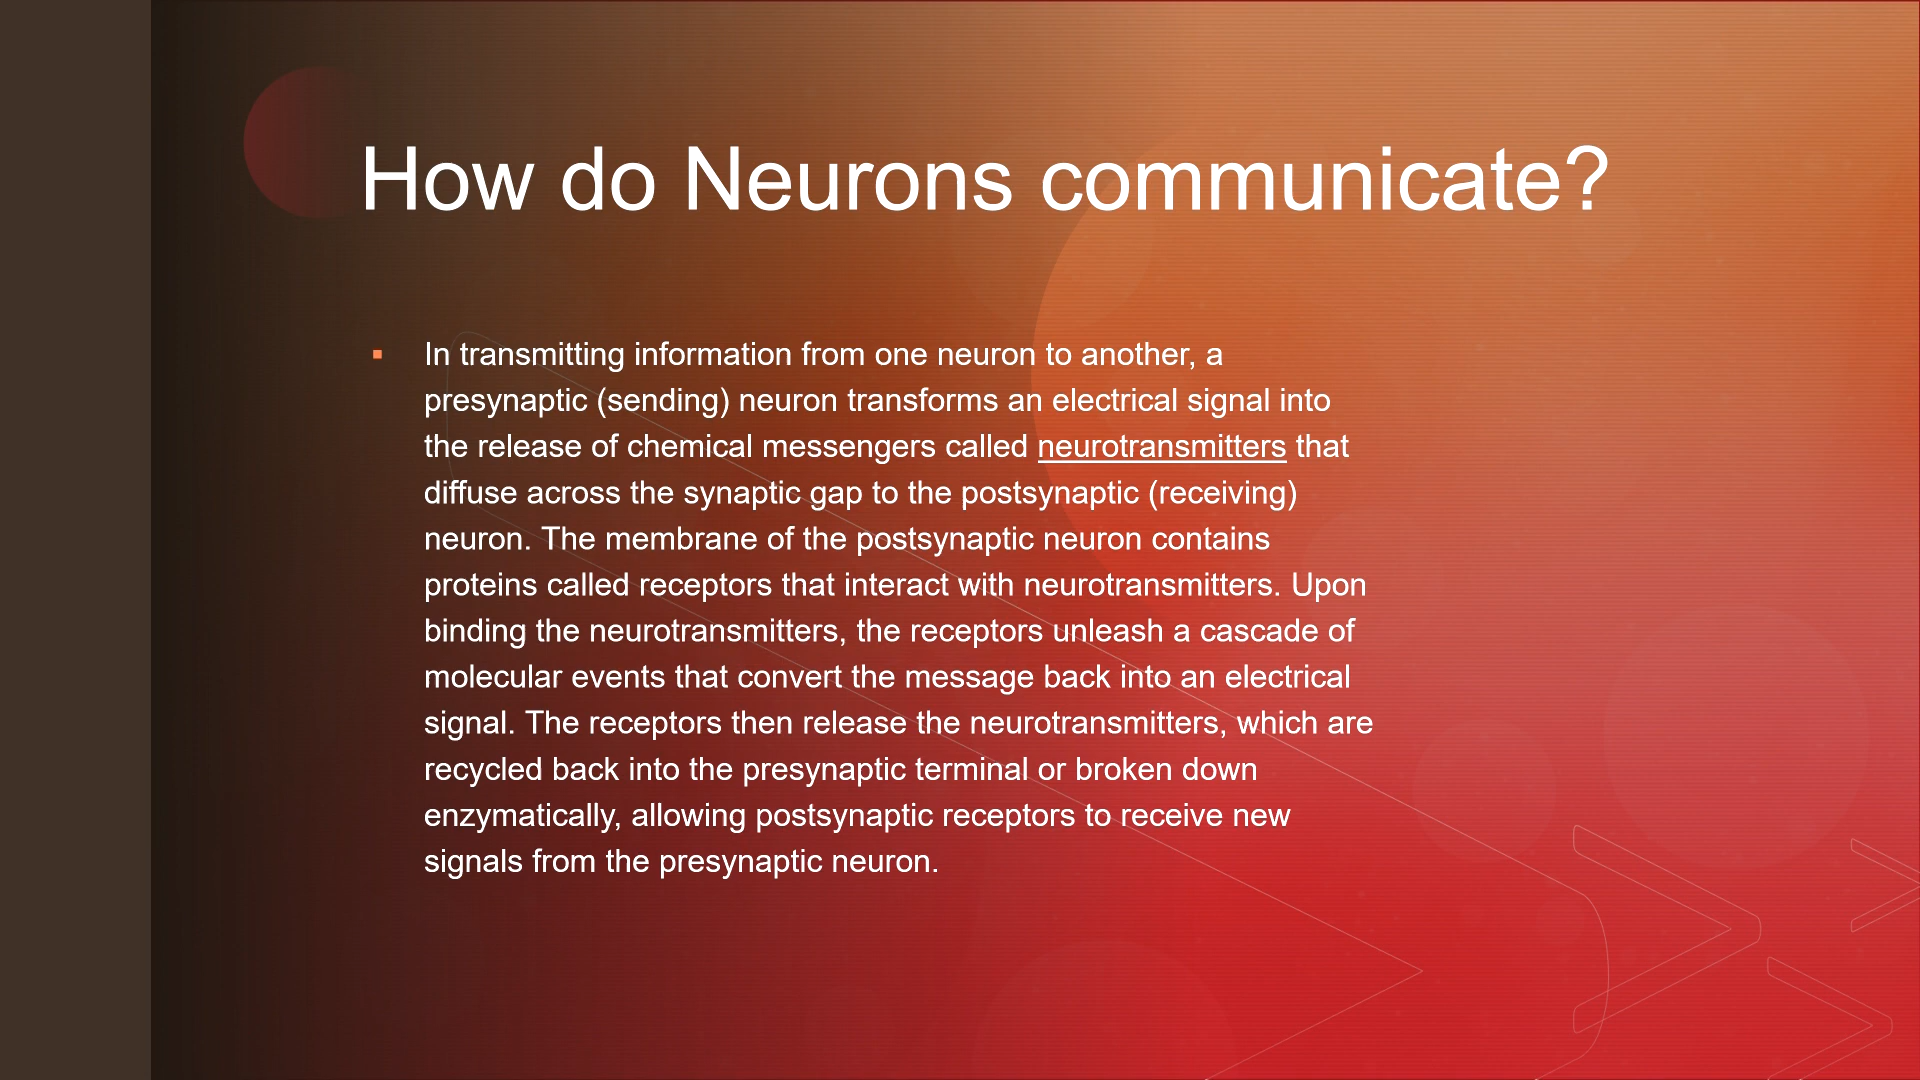 How do Neurons communicate?
▪ In transmitting information from one neuron to another, a
presynaptic (sending) neuron transforms an electrical signal into
the release of chemical messengers called neurotransmitters that
diffuse across the synaptic gap to the postsynaptic (receiving)
neuron. The membrane of the postsynaptic neuron contains
proteins called receptors that interact with neurotransmitters. Upon
binding the neurotransmitters, the receptors unleash a cascade of
molecular events that convert the message back into an electrical
signal. The receptors then release the neurotransmitters, which are
recycled back into the presynaptic terminal or broken down
enzymatically, allowing postsynaptic receptors to receive new
signals from the presynaptic neuron.